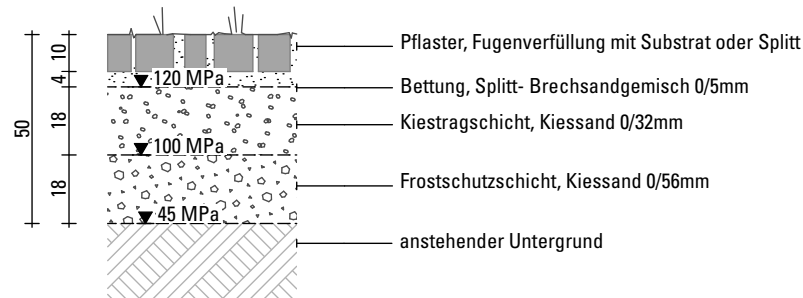 Pflaster, Fugenverfüllung mit Substrat oder Splitt
10
4
120 MPa
Bettung, Splitt- Brechsandgemisch 0/5mm
18
Kiestragschicht, Kiessand 0/32mm
50
100 MPa
18
Frostschutzschicht, Kiessand 0/56mm
45 MPa
anstehender Untergrund